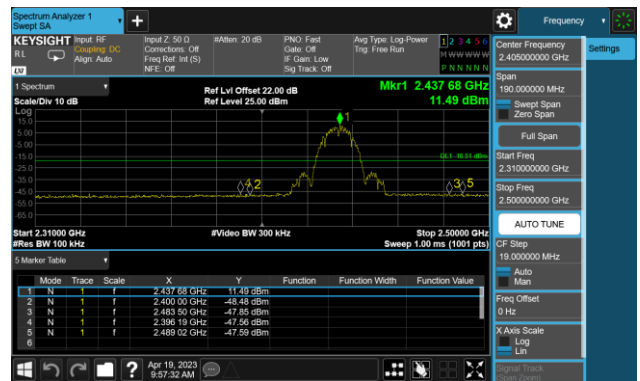 Spectrum Analyzer 1
Swept SA
Frequency
KEYSIGHT
RL
LXI
Input: RF
Coupling: DC
Align: Auto
Input Z: 50 Ω
Corrections: Off
Freq Ref: Int (S)
NFE: Off
#Atten: 20 dB
PNO: Fast
Gate: Off
IF Gain: Low
Sig Track: Off
Avg Type: Log-Power
Trig: Free Run
1 2 3 4 5 6
M W W W W W
P N N N N N
1 Spectrum
Scale/Div 10 dB
Log
Ref Lvl Offset 22.00 dB
Ref Level 25.00 dBm
Mkr1 2.437 68 GHz
11.49 dBm
15.0
5.00
-5.00
-15.0
-25.0
-35.0
-45.0
-55.0
-65.0
1
DL1 -18.51 dBm
2
3
5
Start 2.31000 GHz
#Res BW 100 kHz
#Video BW 300 kHz
Stop 2.50000 GHz
Sweep 1.00 ms (1001 pts)
5 Marker Table
Mode Trace Scale X Y Function Function Width Function Value
1 N 1 f 2.437 68 GHz 11.49 dBm
2 N 1 f 2.400 00 GHz -48.48 dBm
3 N 1 f 2.483 50 GHz -47.85 dBm
4 N 1 f 2.396 19 GHz -47.56 dBm
5 N 1 f 2.489 02 GHz -47.59 dBm
6
Apr 19, 2023
9:57:32 AM
Center Frequency
2.405000000 GHz
Settings
Span
190.000000 MHz
Swept Span
Zero Span
Full Span
Start Freq
2.310000000 GHz
Stop Freq
2.500000000 GHz
AUTO TUNE
CF Step
19.000000 MHz
Auto
Man
Freq Offset
0 Hz
X Axis Scale
Log
Lin
Signal Track
(Span Zoom)